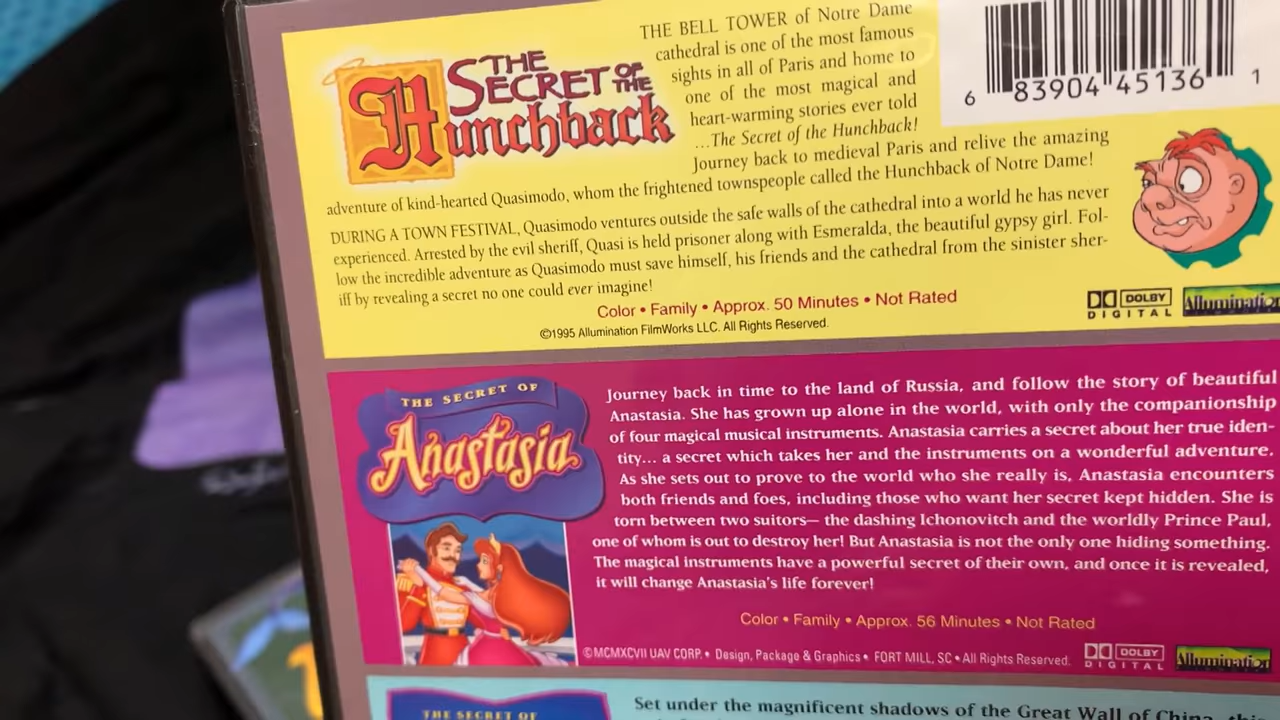 THE BELL TOWER of Notre Dame
cathedral is one of the most famous
sights in all of Paris and home to
one of the most magical and
heart-warming stories ever told
...The Secret of the Hunchback!
Journey back to medieval Paris and relive the amazing
adventure of kind-hearted Quasimodo, whom the frightened townspeople called the Hunchback of Notre Dame!
THE
SECRET OF THE
Hunchback
6 83904 45136 1
DURING A TOWN FESTIVAL, Quasimodo ventures outside the safe walls of the cathedral into a world he has never
experienced. Arrested by the evil sheriff, Quasi is held prisoner along with Esmeralda, the beautiful gypsy girl. Fol-
low the incredible adventure as Quasimodo must save himself, his friends and the cathedral from the sinister sher-
iff by revealing a secret no one could ever imagine!
Color • Family • Approx. 50 Minutes • Not Rated
©1995 Allumination FilmWorks LLC. All Rights Reserved.
DOLBY
DIGITAL
Alluminatio
THE SECRET OF
Anastasia
Journey back in time to the land of Russia, and follow the story of beautiful
Anastasia. She has grown up alone in the world, with only the companionship
of four magical musical instruments. Anastasia carries a secret about her true iden-
tity... a secret which takes her and the instruments on a wonderful adventure.
As she sets out to prove to the world who she really is, Anastasia encounters
both friends and foes, including those who want her secret kept hidden. She is
torn between two suitors— the dashing Ichonovitch and the worldly Prince Paul,
one of whom is out to destroy her! But Anastasia is not the only one hiding something.
The magical instruments have a powerful secret of their own, and once it is revealed,
it will change Anastasia's life forever!
Color • Family • Approx. 56 Minutes • Not Rated
©MCMXCVII UAV CORP. • Design, Package & Graphics • FORT MILL, SC • All Rights Reserved.
DOLBY
DIGITAL
Allumination
THE SECRET OF
Set under the magnificent shadows of the Great Wall of China, this